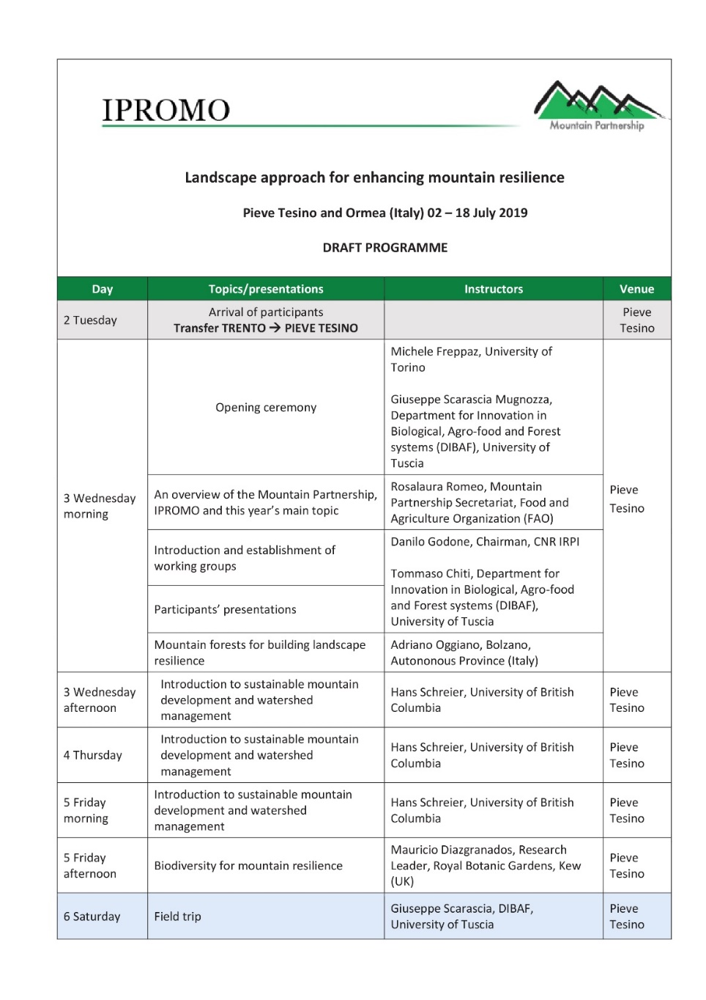 IPROMO
Mountain Partnership
Landscape approach for enhancing mountain resilience
Pieve Tesino and Ormea (Italy) 02 – 18 July 2019
DRAFT PROGRAMME
Day Topics/presentations Instructors Venue
2 Tuesday
Arrival of participants
Transfer TRENTO → PIEVE TESINO
Pieve
Tesino
3 Wednesday
morning
Opening ceremony
Michele Freppaz, University of
Torino
Giuseppe Scarascia Mugnozza,
Department for Innovation in
Biological, Agro-food and Forest
systems (DIBAF), University of
Tuscia
Pieve
Tesino
An overview of the Mountain Partnership,
IPROMO and this year’s main topic
Rosalaura Romeo, Mountain
Partnership Secretariat, Food and
Agriculture Organization (FAO)
Introduction and establishment of
working groups
Danilo Godone, Chairman, CNR IRPI
Tommaso Chiti, Department for
Innovation in Biological, Agro-food
and Forest systems (DIBAF),
University of Tuscia
Participants’ presentations
Mountain forests for building landscape
resilience
Adriano Oggiano, Bolzano,
Autononous Province (Italy)
3 Wednesday
afternoon
Introduction to sustainable mountain
development and watershed
management
Hans Schreier, University of British
Columbia
Pieve
Tesino
4 Thursday
Introduction to sustainable mountain
development and watershed
management
Hans Schreier, University of British
Columbia
Pieve
Tesino
5 Friday
morning
Introduction to sustainable mountain
development and watershed
management
Hans Schreier, University of British
Columbia
Pieve
Tesino
5 Friday
afternoon
Biodiversity for mountain resilience
Mauricio Diazgranados, Research
Leader, Royal Botanic Gardens, Kew
(UK)
Pieve
Tesino
6 Saturday
Field trip
Giuseppe Scarascia, DIBAF,
University of Tuscia
Pieve
Tesino